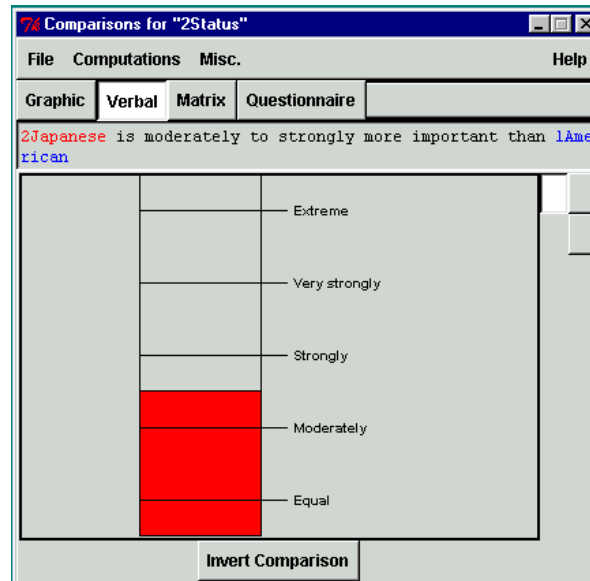 Comparisons for "2Status"
File Computations Misc. Help
Graphic Verbal Matrix Questionnaire
2Japanese is moderately to strongly more important than 1Ame
rican
Extreme
Very strongly
Strongly
Moderately
Equal
Invert Comparison